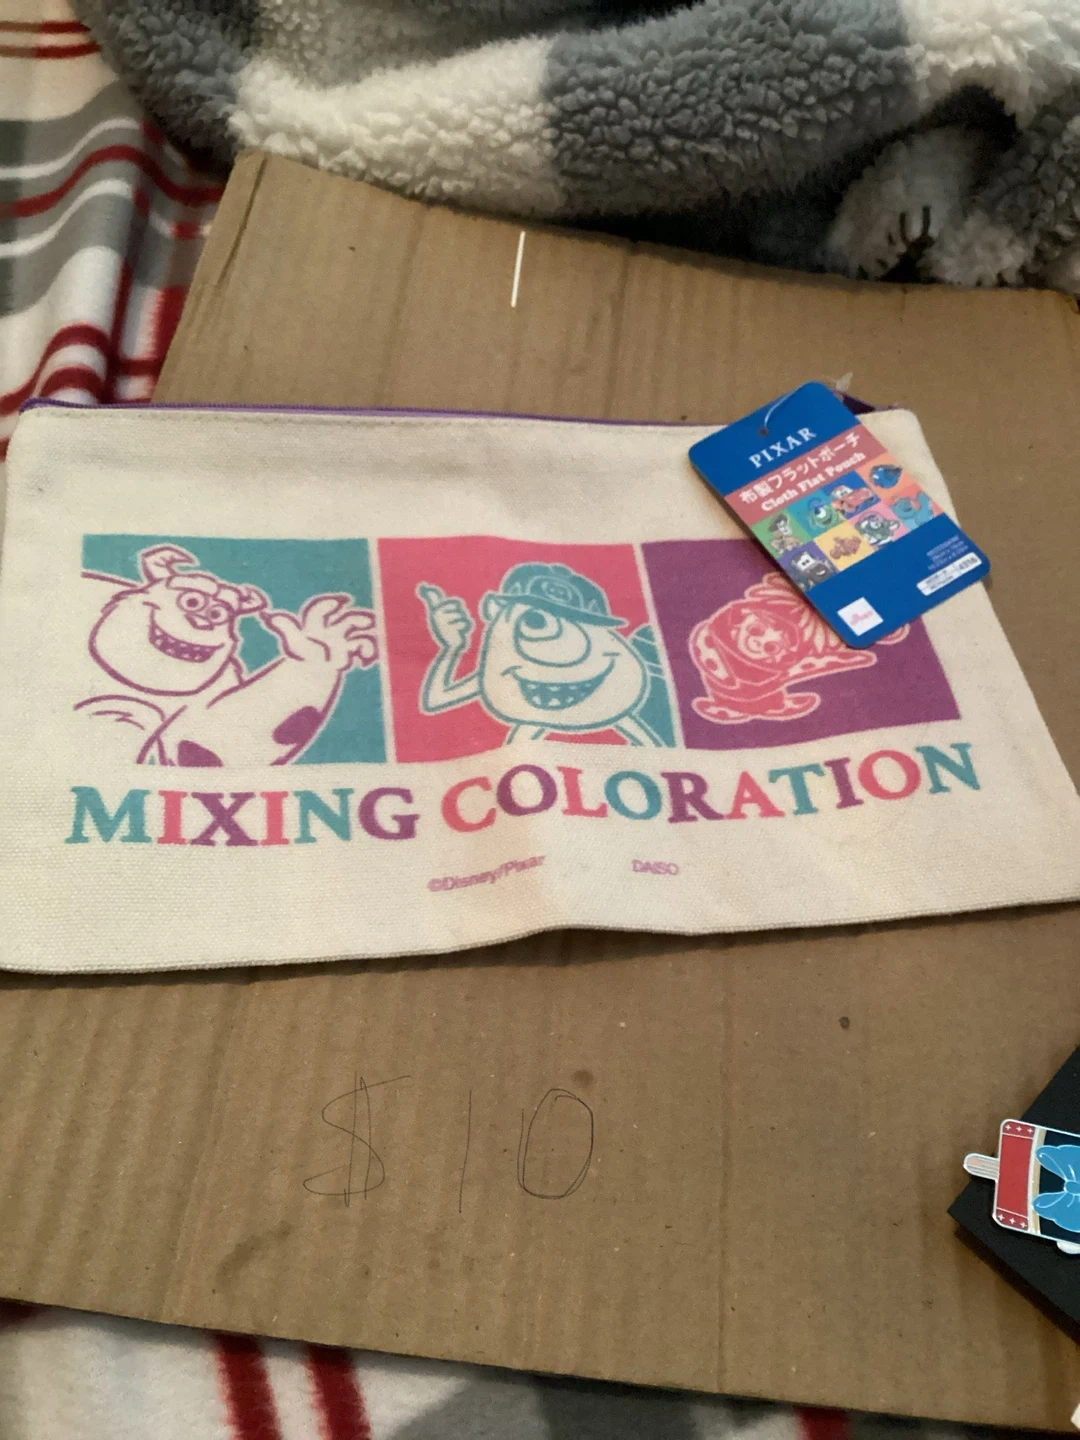 PIXAR
布製フラットポーチ
Cloth Flat Pouch
MIXING COLORATION
©Disney/Pixar DAISO
$10